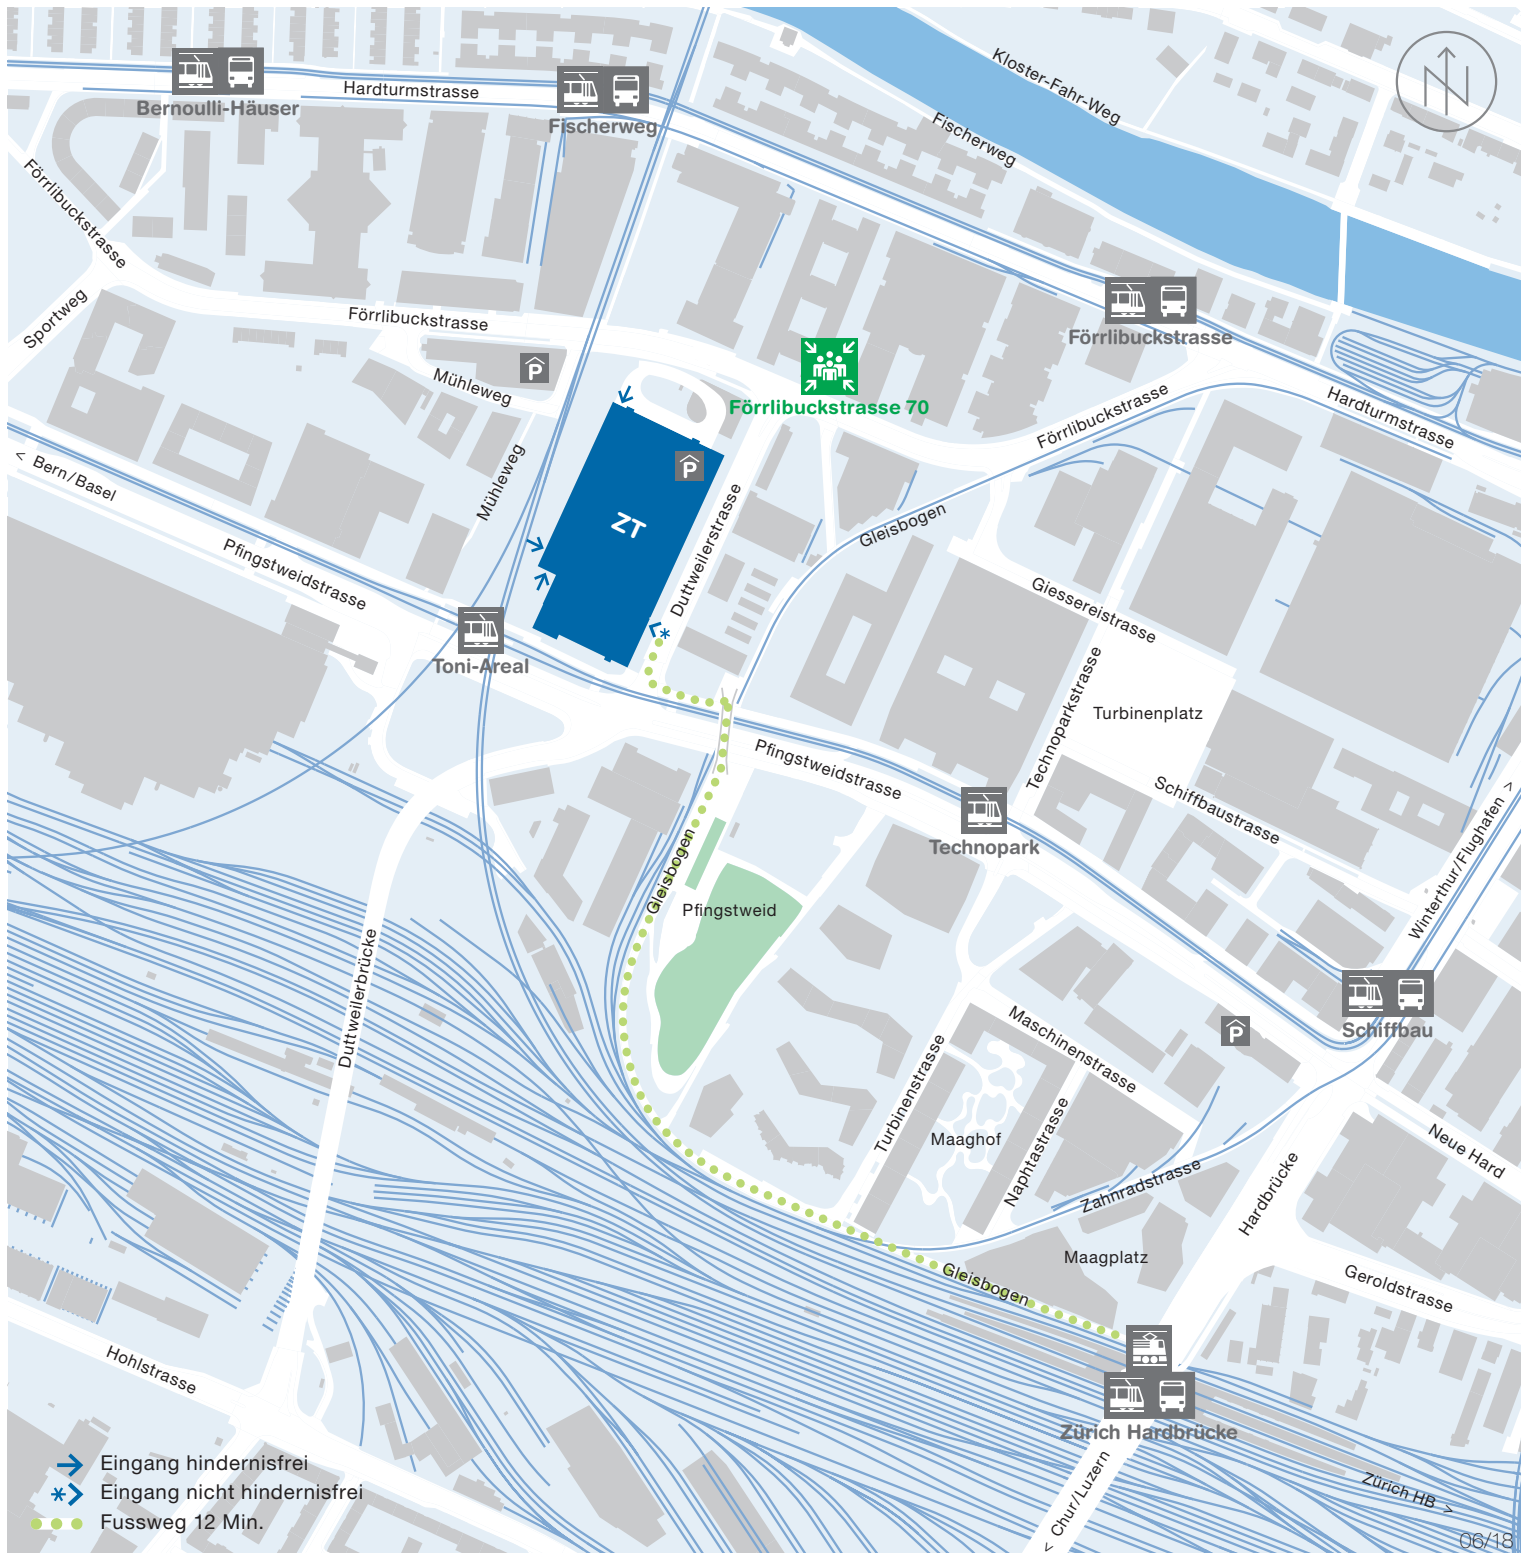 Kloster-Fahr-Weg
Hardturmstrasse
Bernoulli-Häuser
Fischerweg
Fischerweg
N
Förrlibuckstrasse
Sportweg
Förrlibuckstrasse
Förrlibuckstrasse
P
Mühleweg
Förrlibuckstrasse 70
Förrlibuckstrasse
Hardturmstrasse
< Bern/Basel
Mühleweg
P
ZT
Duttweilerstrasse
Gleisbogen
Pfingstweidstrasse
Giessereistrasse
Toni-Areal
*
Technoparkstrasse
Turbinenplatz
Pfingstweidstrasse
Schiffbaustrasse
Technopark
Winterthur/Flughafen >
Gleisbogen
Pfingstweid
Duttweilerbrücke
Schiffbau
P
Maschinenstrasse
Turbinenstrasse
Maaghof
Naphtastrasse
Neue Hard
Zahnradstrasse
Hardbrücke
Maagplatz
Gleisbogen
Geroldstrasse
Hohlstrasse
Zürich Hardbrücke
< Chur/Luzern
Zürich HB >
Eingang hindernisfrei
* Eingang nicht hindernisfrei
Fussweg 12 Min.
06/18